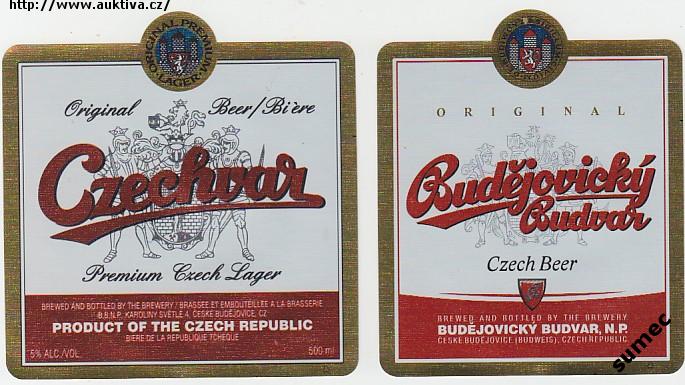 http://www.auktiva.cz/
ORIGINAL PREMIUM
LAGER
Original Beer/Bière
Czechvar
Premium Czech Lager
BREWED AND BOTTLED BY THE BREWERY / BRASSEE ET EMBOUTEILLEE A LA BRASSERIE
B.B.N.P., KAROLINY SVĚTLÉ 4, ČESKÉ BUDĚJOVICE, CZ
PRODUCT OF THE CZECH REPUBLIC
BIERE DE LA REPUBLIQUE TCHEQUE
5% ALC./VOL. 500 ml
ORIGINAL
Budějovický
Budvar
Czech Beer
BREWED AND BOTTLED BY THE BREWERY
BUDĚJOVICKÝ BUDVAR, N.P.
ČESKÉ BUDĚJOVICE (BUDWEIS), CZECH REPUBLIC
sumec